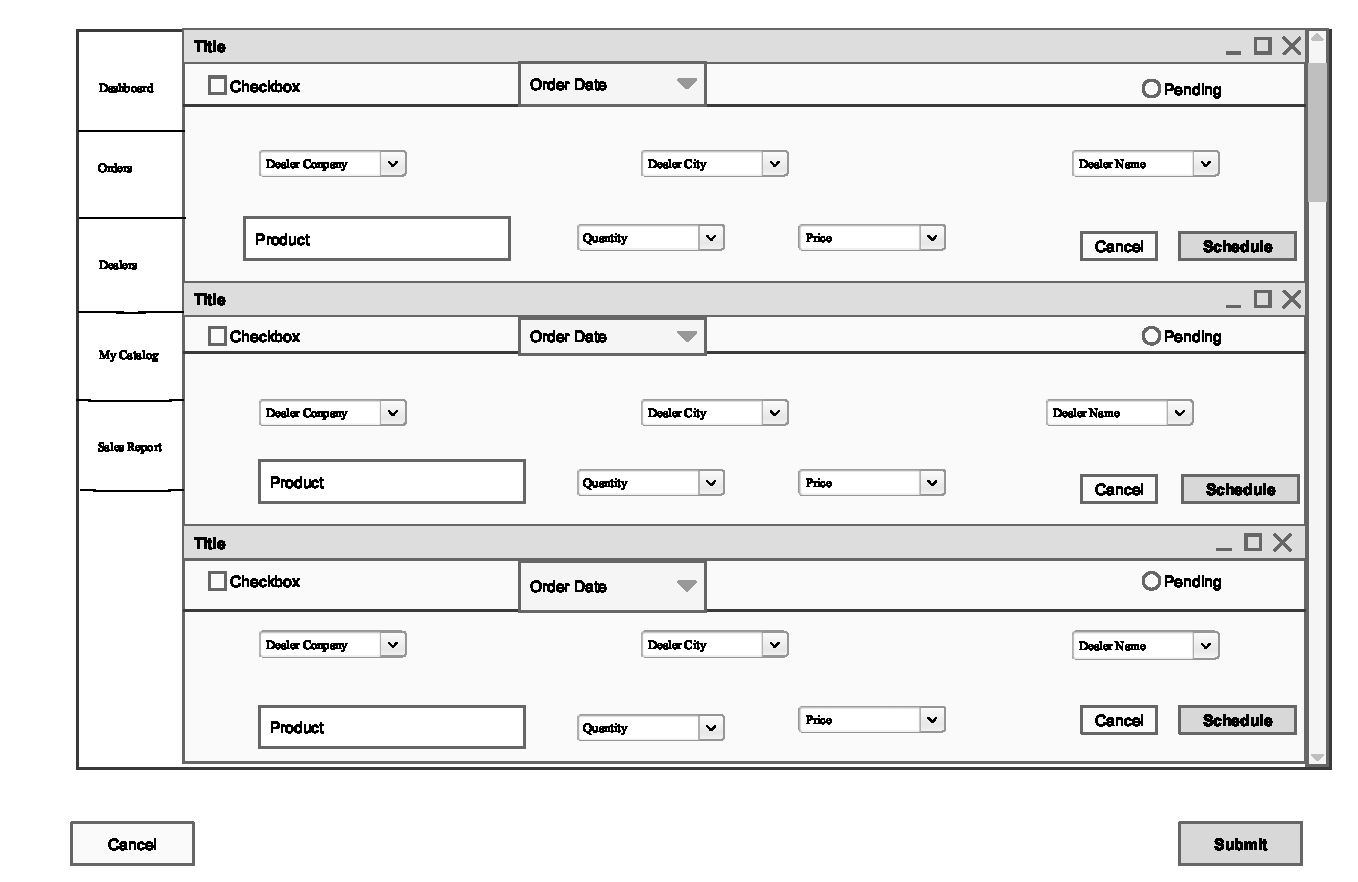 Dashboard
Orders
Dealers
My Catalog
Sales Report
Title
Checkbox Order Date Pending
Dealer Company Dealer City Dealer Name
Product Quantity Price Cancel Schedule
Title
Checkbox Order Date Pending
Dealer Company Dealer City Dealer Name
Product Quantity Price Cancel Schedule
Title
Checkbox Order Date Pending
Dealer Company Dealer City Dealer Name
Product Quantity Price Cancel Schedule
Cancel Submit